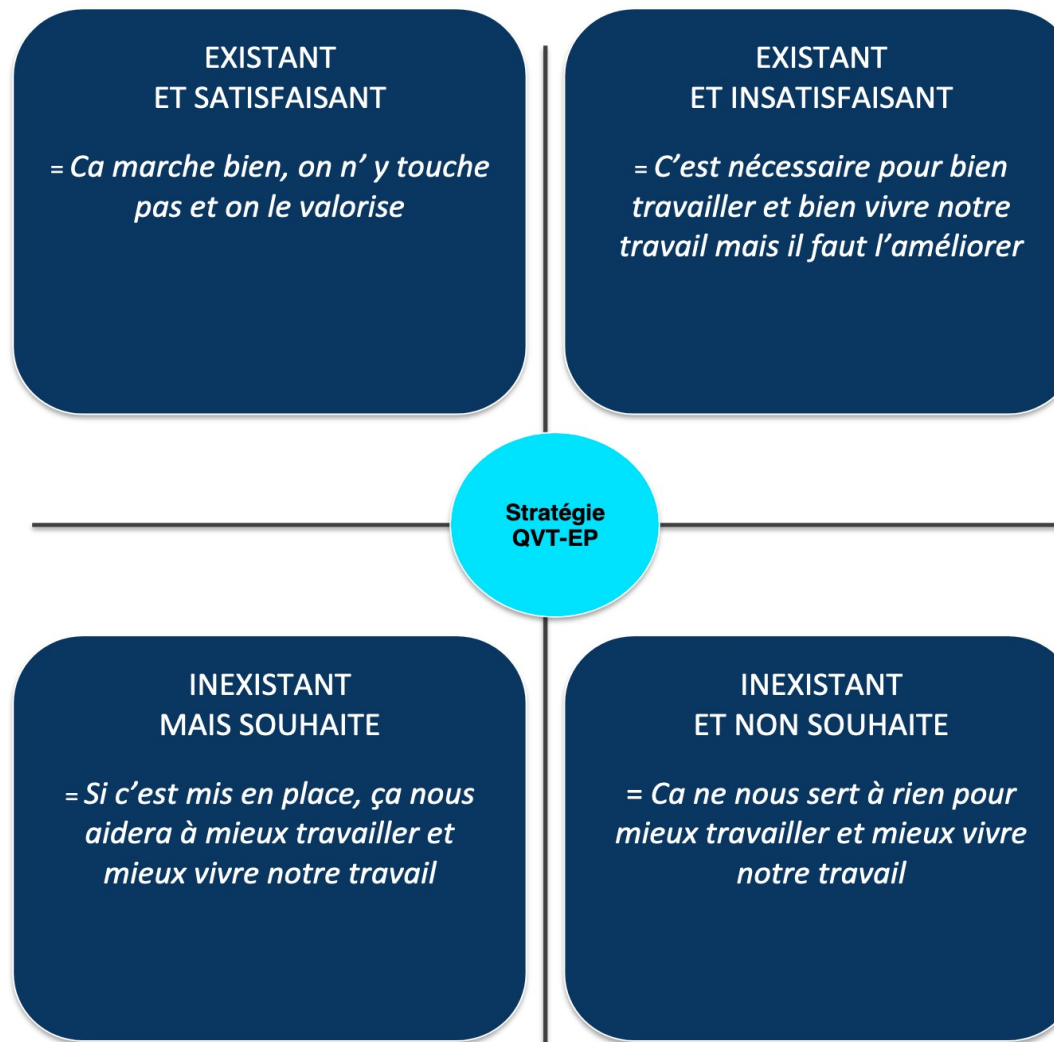 EXISTANT
ET SATISFAISANT
= Ca marche bien, on n' y touche
pas et on le valorise
EXISTANT
ET INSATISFAISANT
= C’est nécessaire pour bien
travailler et bien vivre notre
travail mais il faut l’améliorer
Stratégie
QVT-EP
INEXISTANT
MAIS SOUHAITE
= Si c’est mis en place, ça nous
aidera à mieux travailler et
mieux vivre notre travail
INEXISTANT
ET NON SOUHAITE
= Ca ne nous sert à rien pour
mieux travailler et mieux vivre
notre travail